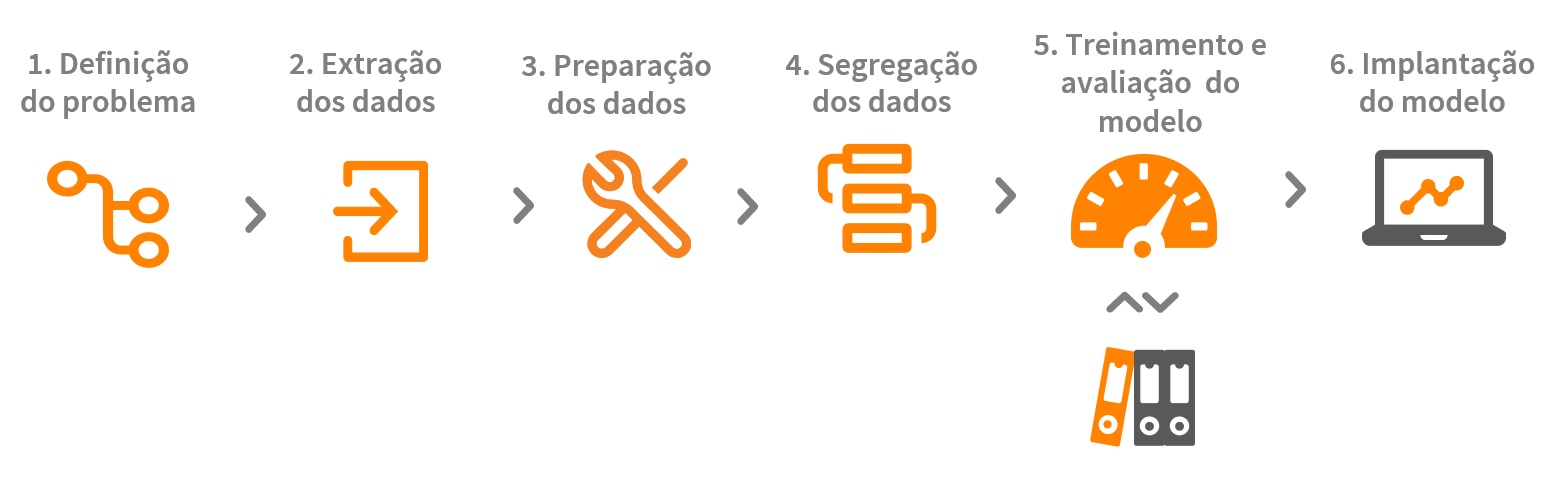 1. Definição
do problema
2. Extração
dos dados
3. Preparação
dos dados
4. Segregação
dos dados
5. Treinamento e
avaliação do
modelo
6. Implantação
do modelo